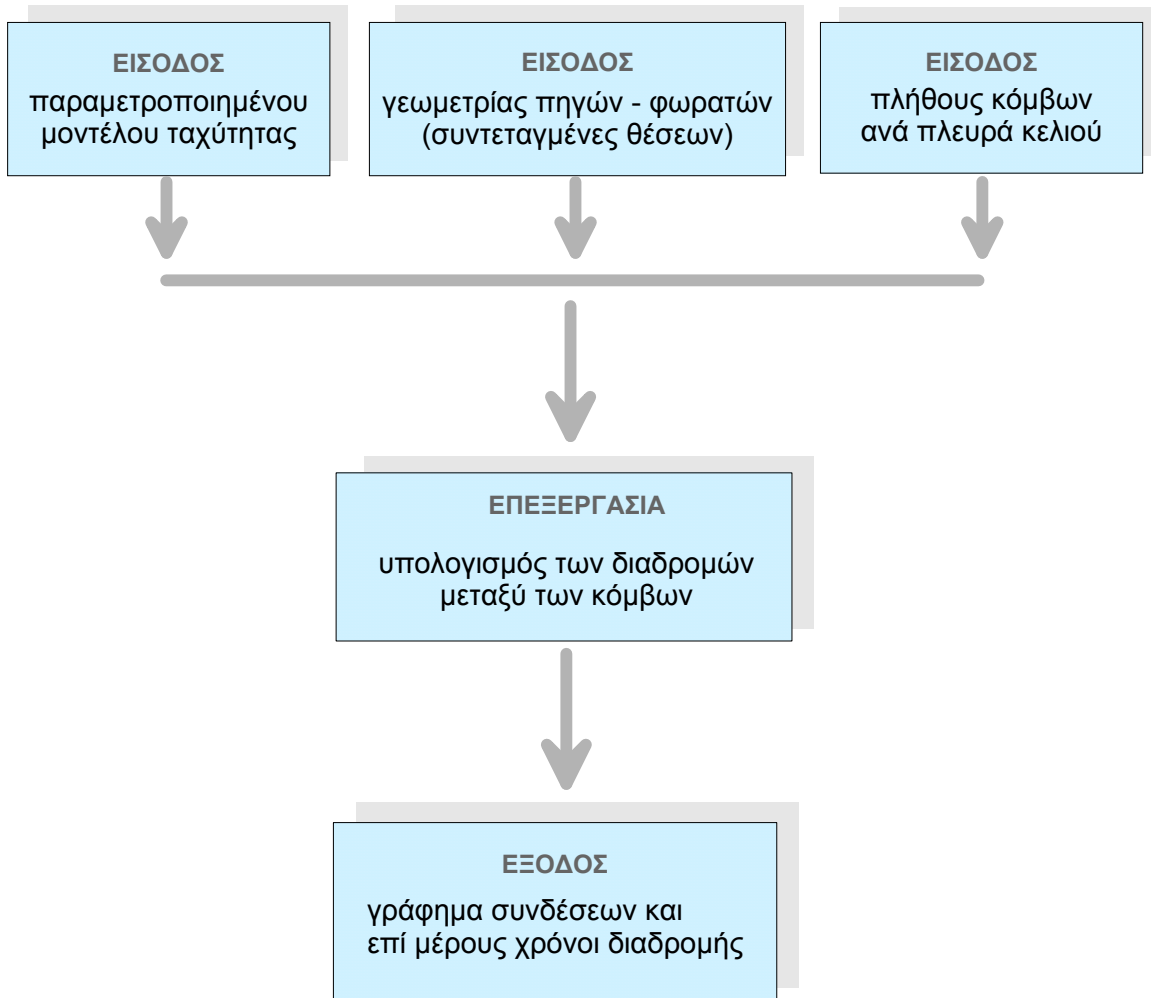 ΕΙΣΟΔΟΣ
παραμετροποιημένου
μοντέλου ταχύτητας
ΕΙΣΟΔΟΣ
γεωμετρίας πηγών - φωρατών
(συντεταγμένες θέσεων)
ΕΙΣΟΔΟΣ
πλήθους κόμβων
ανά πλευρά κελιού
ΕΠΕΞΕΡΓΑΣΙΑ
υπολογισμός των διαδρομών
μεταξύ των κόμβων
ΕΞΟΔΟΣ
γράφημα συνδέσεων και
επί μέρους χρόνοι διαδρομής